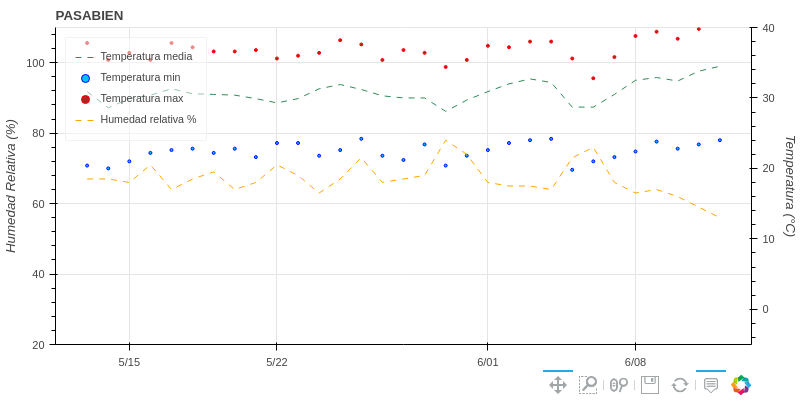 PASABIEN
Temperatura media
Temperatura min
Temperatura max
Humedad relativa %
Humedad Relativa (%)
100
80
60
40
20
Temperatura (°C)
40
30
20
10
0
5/15
5/22
6/01
6/08